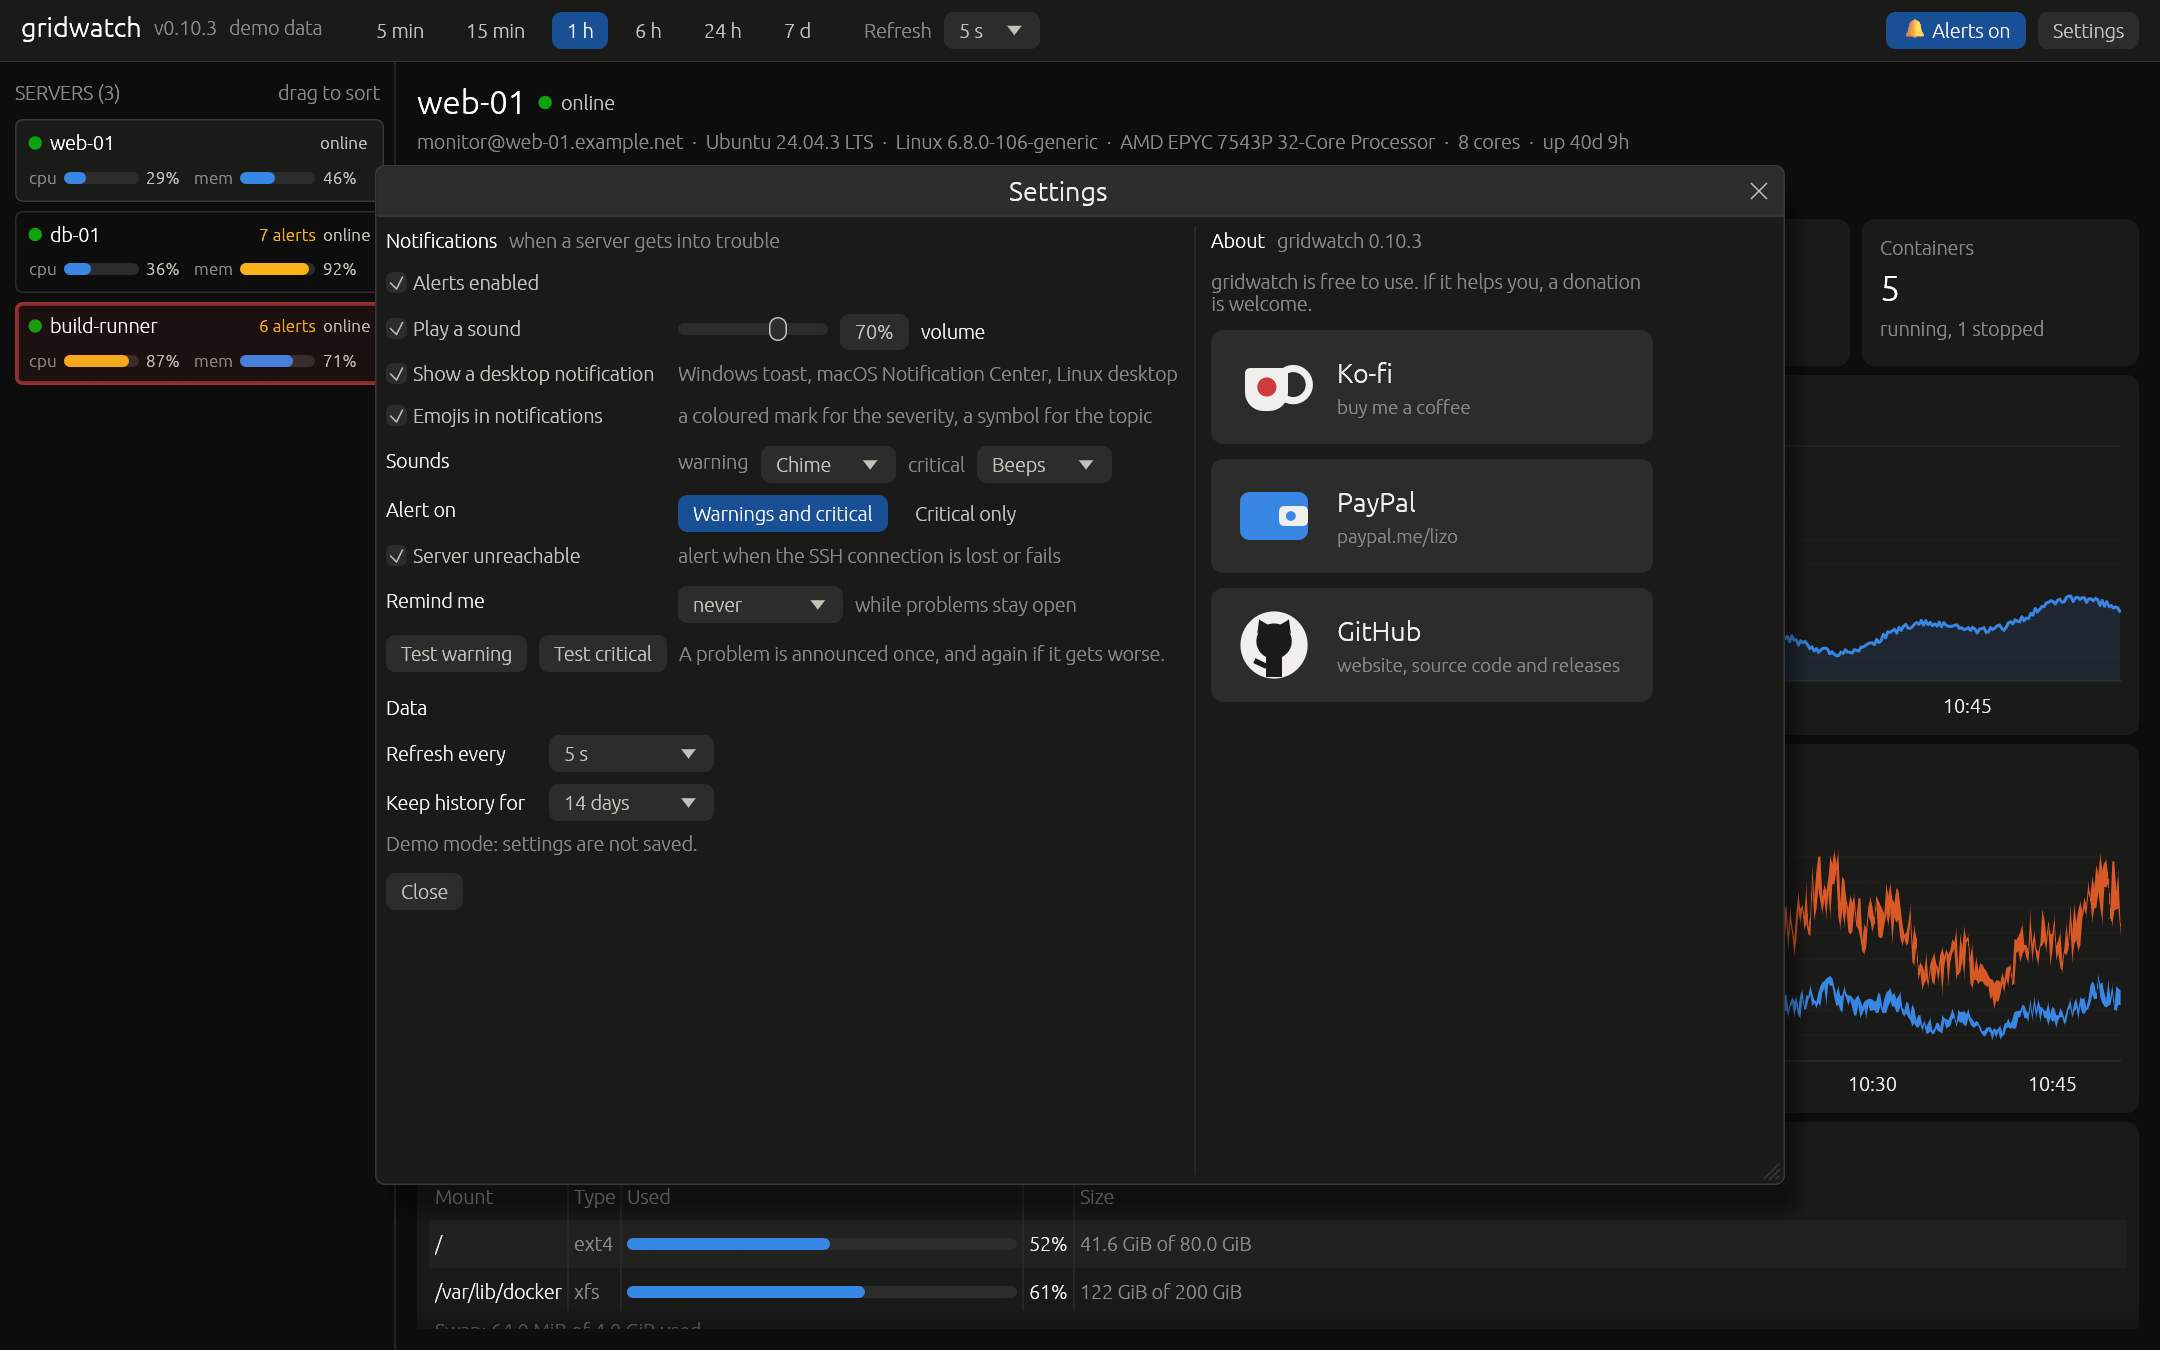 gridwatch v0.10.3 demo data 5 min 15 min 1 h 6 h 24 h 7 d Refresh 5 s Alerts on Settings
SERVERS (3) drag to sort
web-01 online
cpu 29% mem 46%
db-01 7 alerts online
cpu 36% mem 92%
build-runner 6 alerts online
cpu 87% mem 71%
web-01 online
monitor@web-01.example.net · Ubuntu 24.04.3 LTS · Linux 6.8.0-106-generic · AMD EPYC 7543P 32-Core Processor · 8 cores · up 40d 9h
Settings
Notifications when a server gets into trouble
Alerts enabled
Play a sound 70% volume
Show a desktop notification Windows toast, macOS Notification Center, Linux desktop
Emojis in notifications a coloured mark for the severity, a symbol for the topic
Sounds warning Chime critical Beeps
Alert on Warnings and critical Critical only
Server unreachable alert when the SSH connection is lost or fails
Remind me never while problems stay open
Test warning Test critical A problem is announced once, and again if it gets worse.
Data
Refresh every 5 s
Keep history for 14 days
Demo mode: settings are not saved.
Close
About gridwatch 0.10.3
gridwatch is free to use. If it helps you, a donation
is welcome.
Ko-fi
buy me a coffee
PayPal
paypal.me/lizo
GitHub
website, source code and releases
Containers
5
running, 1 stopped
10:45
10:30 10:45
Mount Type Used Size
/ ext4 52% 41.6 GiB of 80.0 GiB
/var/lib/docker xfs 61% 122 GiB of 200 GiB
Swap: 64.0 MiB of 4.0 GiB used